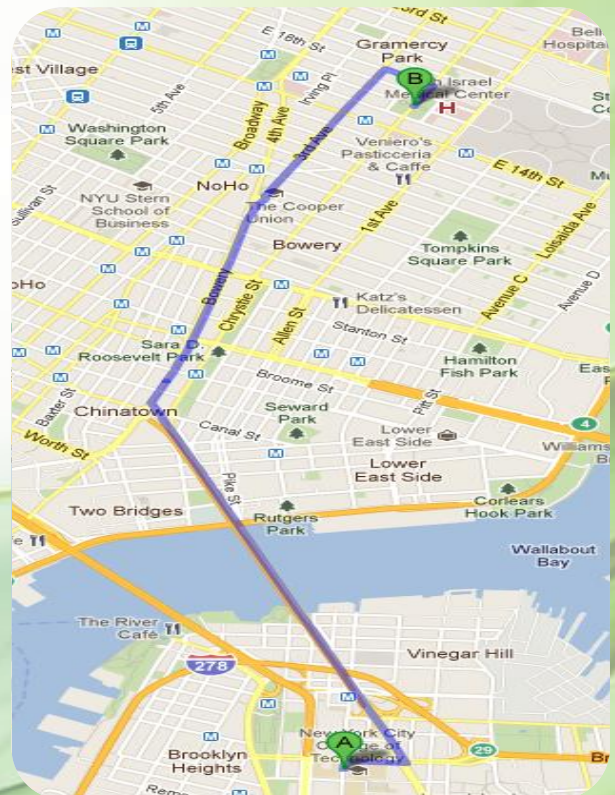 E 16th St
Gramercy
Park
B
Israel
Medical Center
H
Irving Pl
West Village
5th Ave
Broadway
4th Ave
3rd Ave
Washington
Square Park
Veniero's
Pasticceria
& Caffe
E 14th St
NoHo
NYU Stern
School of
Business
The Cooper
Union
Bowery
1st Ave
Loisaida Ave
Sullivan St
Tompkins
Square Park
Avenue C
Avenue D
Bowery
Chrystie St
Allen St
Katz's
Delicatessen
Stanton St
Sara D.
Roosevelt Park
Hamilton
Fish Park
Broome St
Pitt St
Baxter St
Chinatown
Seward
Park
Canal St
Lower
East Side
4
Worth St
Pike St
Lower
East Side
Two Bridges
Rutgers
Park
Corlears
Hook Park
Wallabout
Bay
The River
Café
278
Vinegar Hill
New York City
College of
Technology
A
29
Brooklyn
Heights